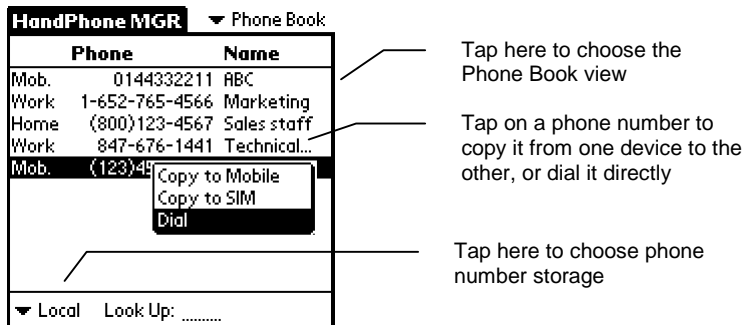 HandPhone MGR Phone Book
Phone Name
Mob. 0144332211 ABC
Work 1-652-765-4566 Marketing
Home (800)123-4567 Sales staff
Work 847-676-1441 Technical...
Mob. (123)45
Copy to Mobile
Copy to SIM
Dial
Local Look Up:
Tap here to choose the
Phone Book view
Tap on a phone number to
copy it from one device to the
other, or dial it directly
Tap here to choose phone
number storage